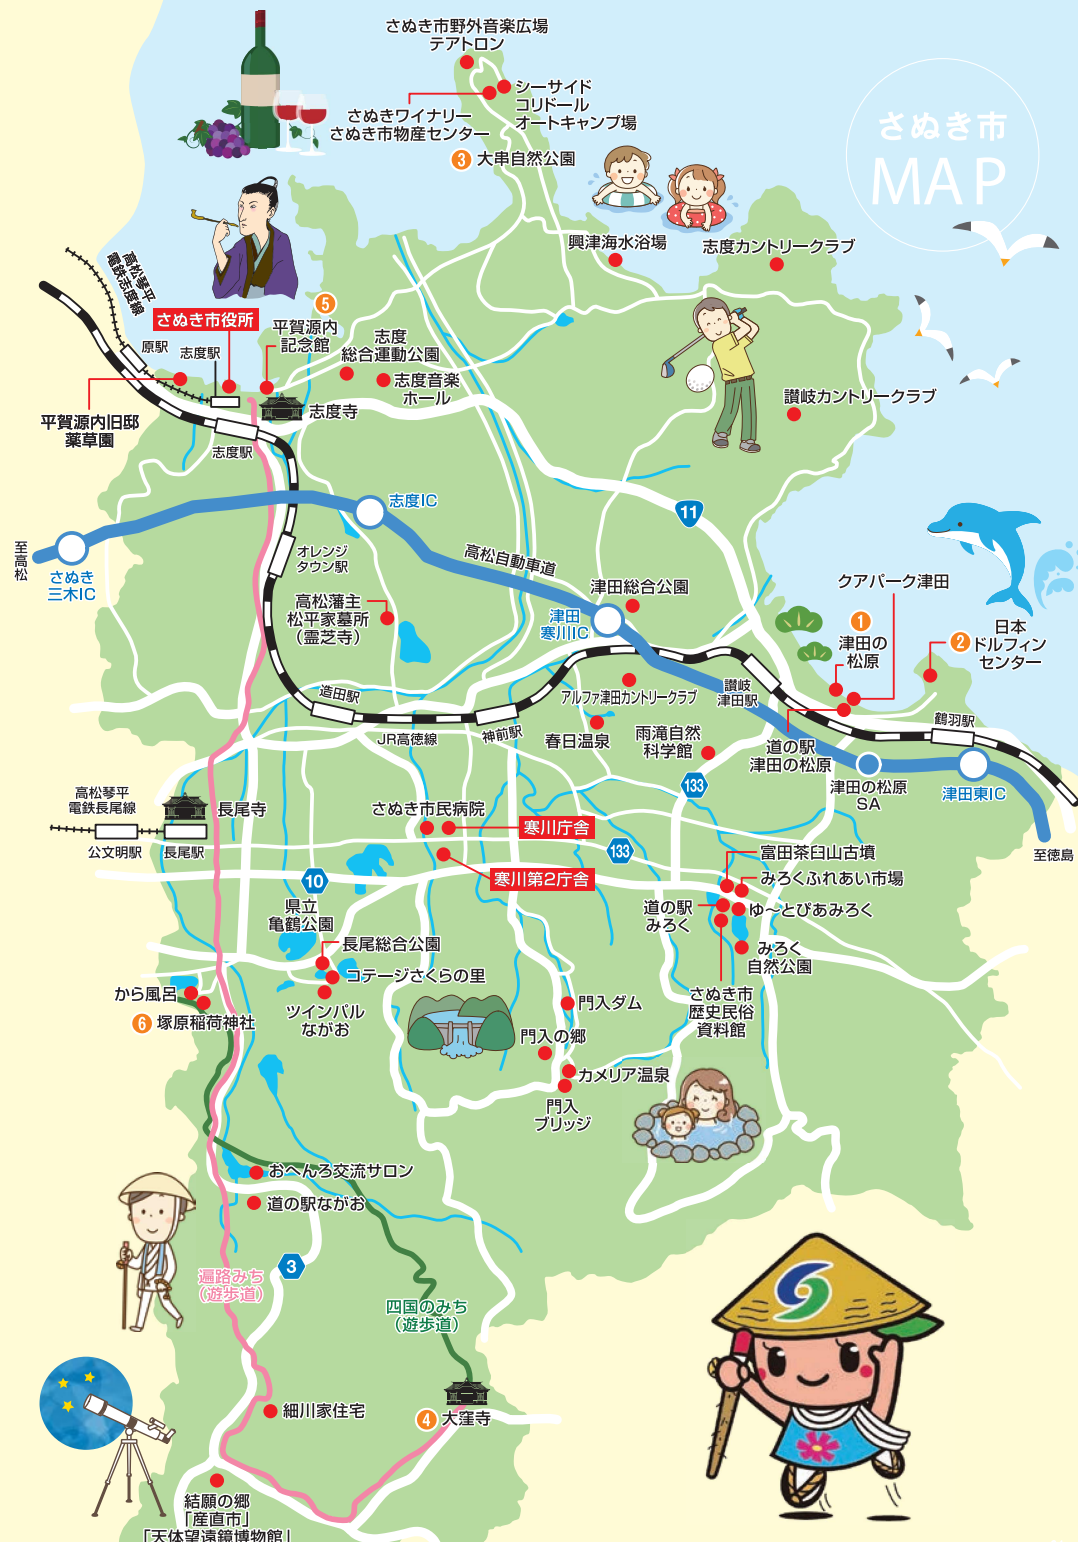 さぬき市野外音楽広場
テアトロン
シーサイド
コリドール
オートキャンプ場
さぬきワイナリー
さぬき市物産センター
3 大串自然公園
さぬき市
MAP
興津海水浴場
志度カントリークラブ
高松琴平
電鉄志度線
さぬき市役所
5
平賀源内
記念館
原駅
志度駅
志度
総合運動公園
志度音楽
ホール
讃岐カントリークラブ
平賀源内旧邸
薬草園
志度寺
志度駅
志度IC
11
至高松
さぬき
三木IC
オレンジ
タウン駅
高松自動車道
クアパーク津田
津田総合公園
高松藩主
松平家墓所
（霊芝寺）
津田
寒川IC
1
津田の
松原
2
日本
ドルフィン
センター
造田駅
アルファ津田カントリークラブ
讃岐
津田駅
鶴羽駅
JR高徳線
神前駅
春日温泉
雨滝自然
科学館
道の駅
津田の松原
津田の松原
SA
津田東IC
133
高松琴平
電鉄長尾線
長尾寺
さぬき市民病院
寒川庁舎
公文明駅
長尾駅
133
富田茶臼山古墳
至徳島
寒川第2庁舎
みろくふれあい市場
10
県立
亀鶴公園
道の駅
みろく
ゆ～とぴあみろく
長尾総合公園
みろく
自然公園
コテージさくらの里
から風呂
6 塚原稲荷神社
ツインパル
ながお
門入ダム
さぬき市
歴史民俗
資料館
門入の郷
カメリア温泉
門入
ブリッジ
おへんろ交流サロン
道の駅ながお
3
遍路みち
（遊歩道）
四国のみち
（遊歩道）
細川家住宅
4 大窪寺
結願の郷
「産直市」
「天体望遠鏡博物館」